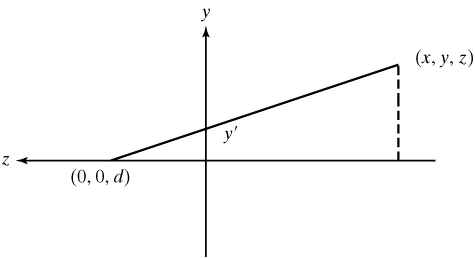 y
(x, y, z)
y′
z
(0, 0, d)